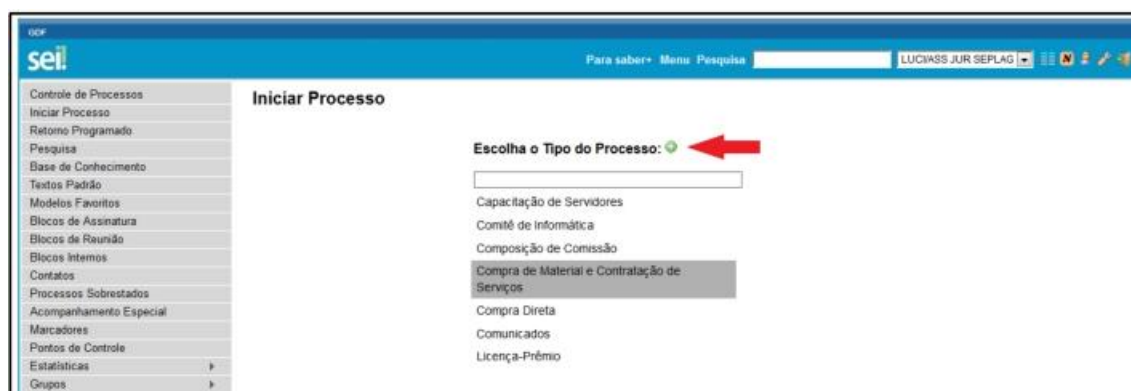 GDF
sei!
Para saber+ Menu Pesquisa
LUCI/ASS JUR SEPLAG
Controle de Processos
Iniciar Processo
Retorno Programado
Pesquisa
Base de Conhecimento
Textos Padrão
Modelos Favoritos
Blocos de Assinatura
Blocos de Reunião
Blocos Internos
Contatos
Processos Sobrestados
Acompanhamento Especial
Marcadores
Pontos de Controle
Estatísticas
Grupos
Iniciar Processo
Escolha o Tipo do Processo:
Capacitação de Servidores
Comitê de Informática
Composição de Comissão
Compra de Material e Contratação de
Serviços
Compra Direta
Comunicados
Licença-Prêmio